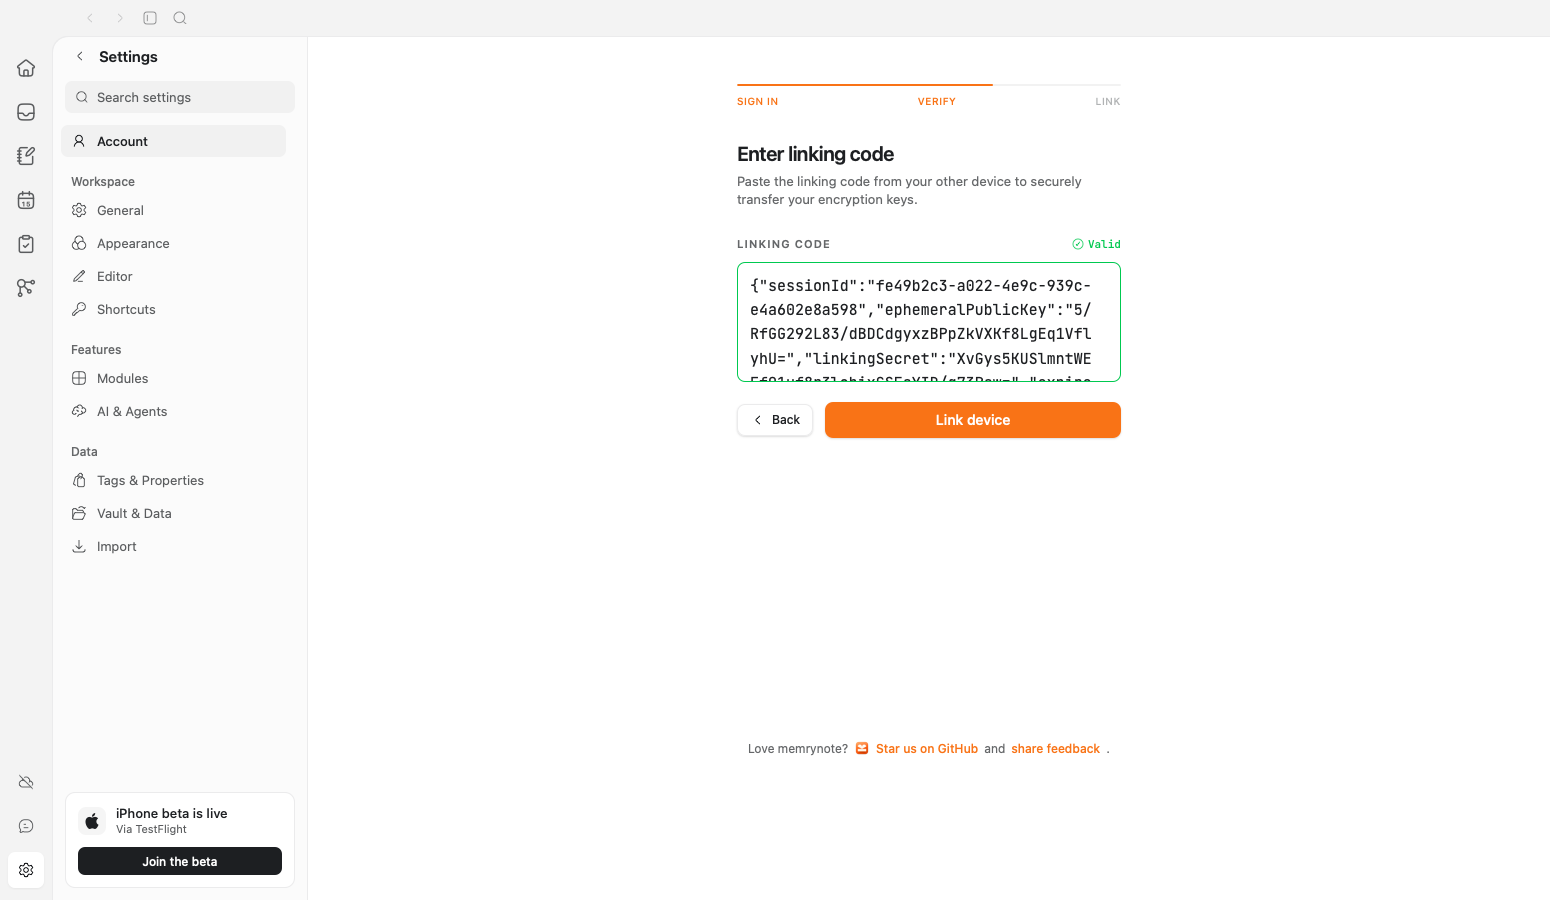 Settings
Search settings
Account
Workspace
General
Appearance
Editor
Shortcuts
Features
Modules
AI & Agents
Data
Tags & Properties
Vault & Data
Import
iPhone beta is live
Via TestFlight
Join the beta
SIGN IN
VERIFY
LINK
Enter linking code
Paste the linking code from your other device to securely
transfer your encryption keys.
LINKING CODE
Valid
{"sessionId":"fe49b2c3-a022-4e9c-939c-
e4a602e8a598","ephemeralPublicKey":"5/
RfGG292L83/dBDCdgyxzBPpZkVXKf8LgEq1Vfl
yhU=","linkingSecret":"XvGys5KUSlmntWE
Back
Link device
Love memrynote? Star us on GitHub and share feedback .